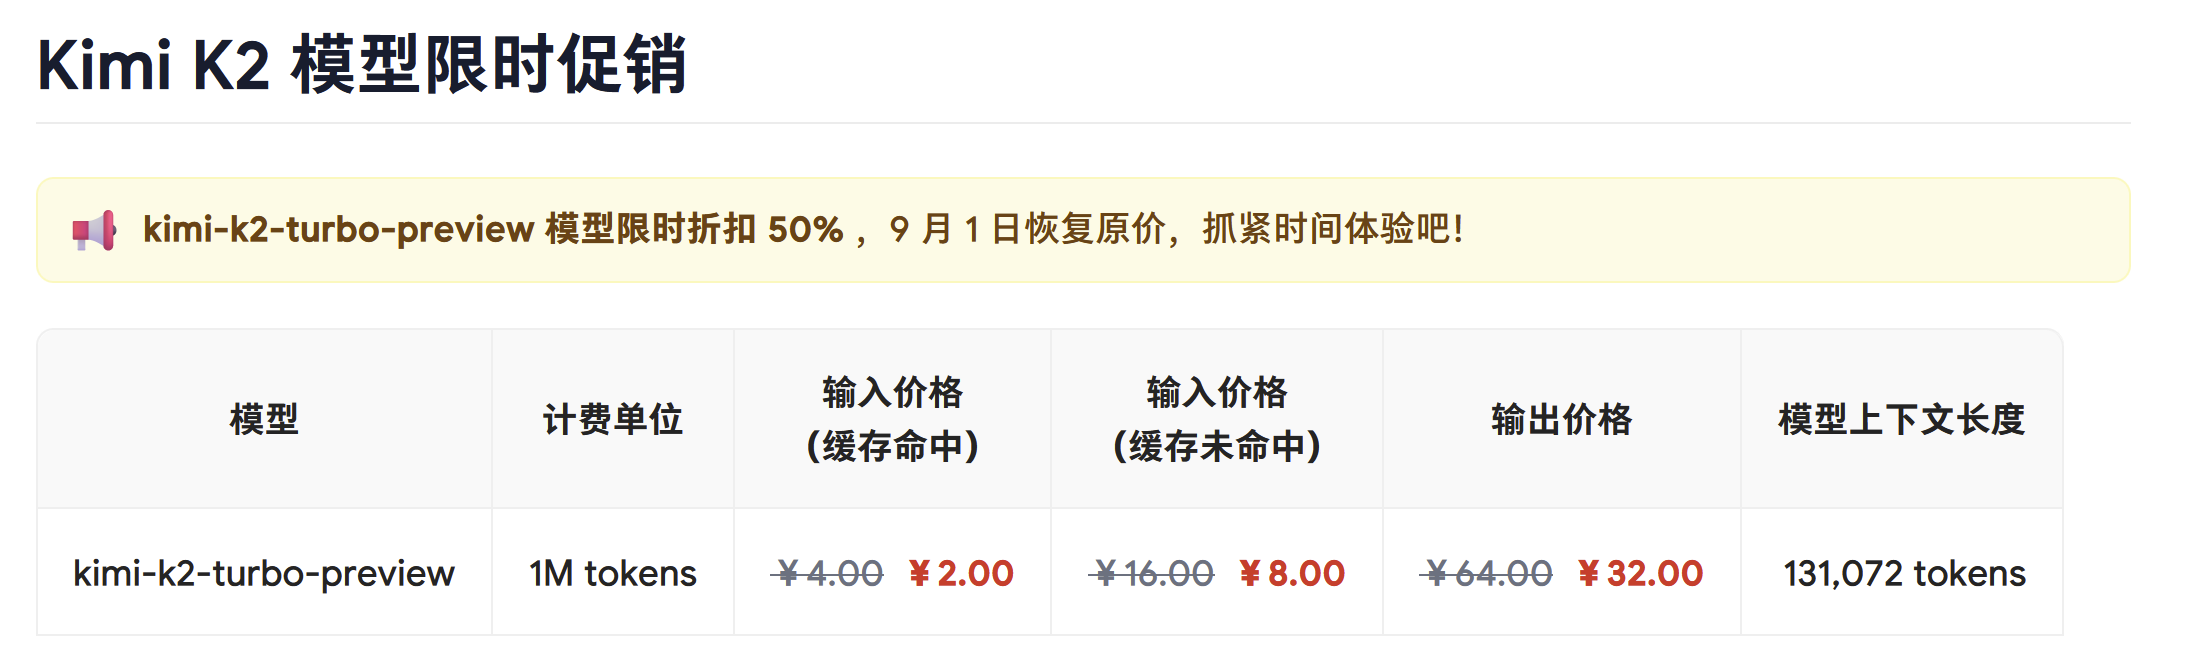 Kimi K2 模型限时促销
kimi-k2-turbo-preview 模型限时折扣 50% ，9 月 1 日恢复原价，抓紧时间体验吧！
模型 计费单位 输入价格 (缓存命中) 输入价格 (缓存未命中) 输出价格 模型上下文长度
kimi-k2-turbo-preview 1M tokens ¥ 4.00 ¥ 2.00 ¥ 16.00 ¥ 8.00 ¥ 64.00 ¥ 32.00 131,072 tokens